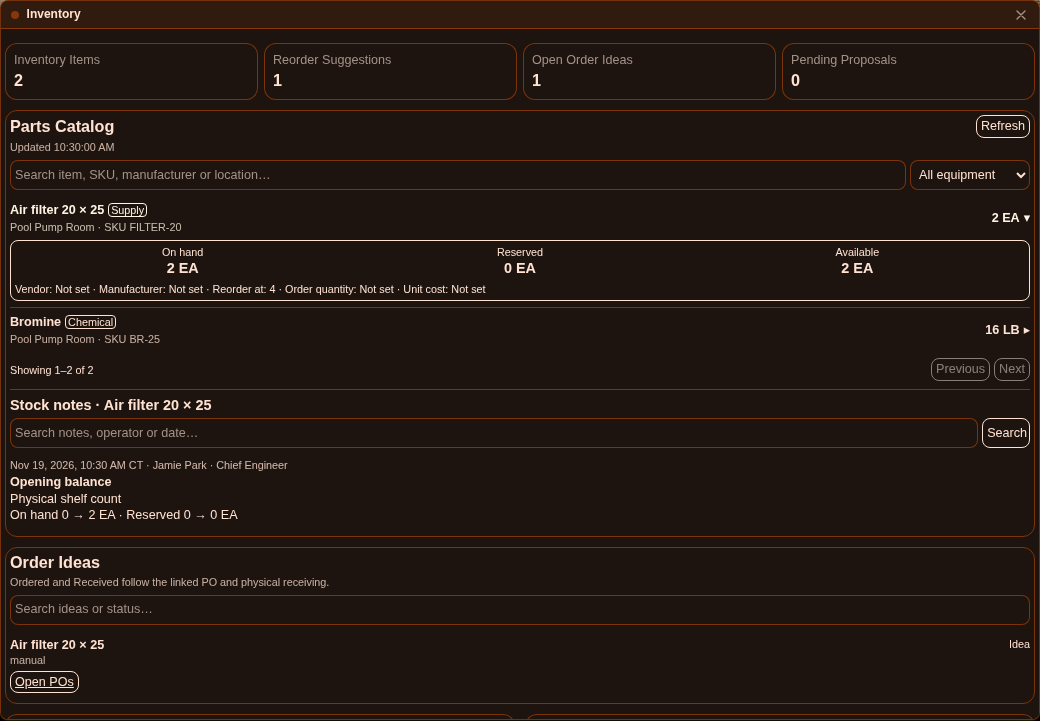 Inventory
Inventory Items
2
Reorder Suggestions
1
Open Order Ideas
1
Pending Proposals
0
Parts Catalog
Refresh
Updated 10:30:00 AM
Search item, SKU, manufacturer or location…
All equipment
Air filter 20 × 25 Supply
Pool Pump Room · SKU FILTER-20
2 EA ▾
On hand
2 EA
Reserved
0 EA
Available
2 EA
Vendor: Not set · Manufacturer: Not set · Reorder at: 4 · Order quantity: Not set · Unit cost: Not set
Bromine Chemical
Pool Pump Room · SKU BR-25
16 LB ▸
Showing 1–2 of 2
Previous
Next
Stock notes · Air filter 20 × 25
Search notes, operator or date…
Search
Nov 19, 2026, 10:30 AM CT · Jamie Park · Chief Engineer
Opening balance
Physical shelf count
On hand 0 → 2 EA · Reserved 0 → 0 EA
Order Ideas
Ordered and Received follow the linked PO and physical receiving.
Search ideas or status…
Air filter 20 × 25
Idea
manual
Open POs